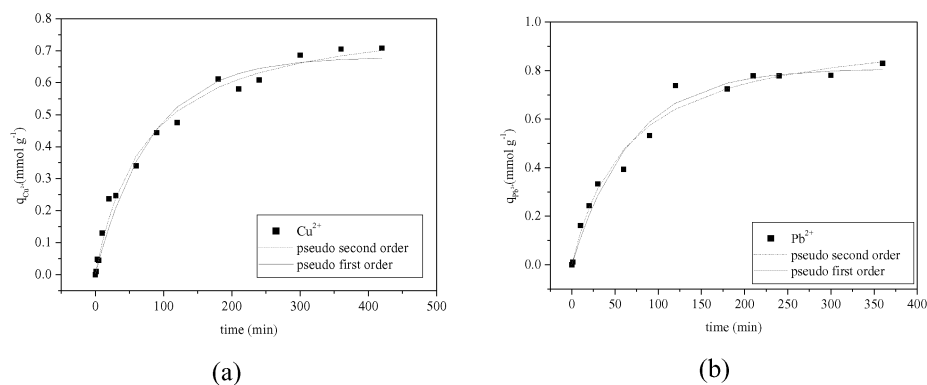 0.8
0.7
0.6
0.5
0.4
0.3
0.2
0.1
0.0
q Cu²⁺ (mmol g⁻¹)
Cu²⁺
pseudo second order
pseudo first order
0 100 200 300 400 500
time (min)
(a)
1.0
0.8
0.6
0.4
0.2
0.0
q Pb²⁺ (mmol g⁻¹)
Pb²⁺
pseudo second order
pseudo first order
0 50 100 150 200 250 300 350 400
time (min)
(b)